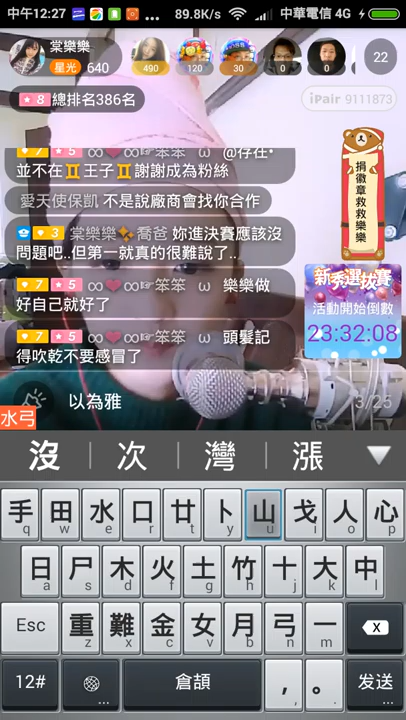 中午12:27 89.8K/s 中華電信 4G
棠樂樂
星光 640
490 120 30 0 0 22
8 總排名386名
iPair 9111873
7 5 ∞❤∞☞笨笨 ω @存在•
並不在♊王子♊謝謝成為粉絲
愛天使保凱 不是說廠商會找你合作
3 棠樂樂 喬爸 妳進決賽應該沒
問題吧..但第一就真的很難說了..
7 5 ∞❤∞☞笨笨 ω 樂樂做
好自己就好了
7 5 ∞❤∞☞笨笨 ω 頭髮記
得吹乾不要感冒了
捐徽章救救樂樂
新秀選拔賽
活動開始倒數
23:32:08
以為雅
3/25
水弓
沒 次 灣 漲
手 田 水 口 廿 卜 山 戈 人 心
q w e r t y u i o p
日 尸 木 火 土 竹 十 大 中
a s d f g h j k l
Esc 重 難 金 女 月 弓 一 X
z x c v b n m
12# 倉頡 , 。 发送